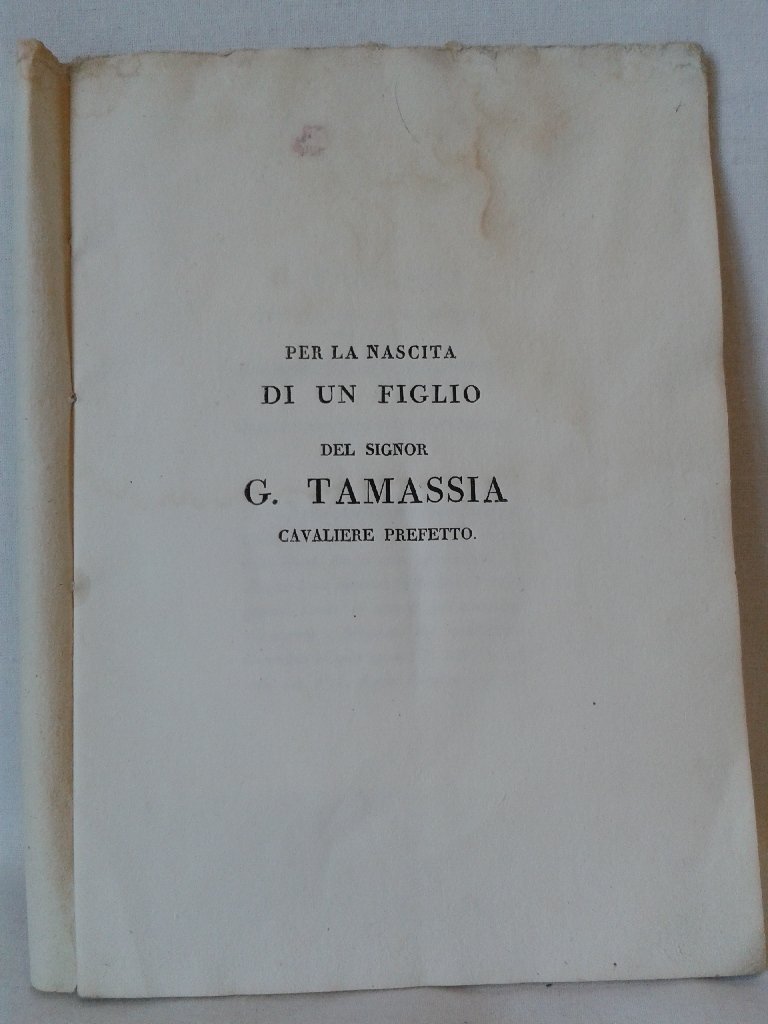 PER LA NASCITA
DI UN FIGLIO
DEL SIGNOR
G. TAMASSIA
CAVALIERE PREFETTO.